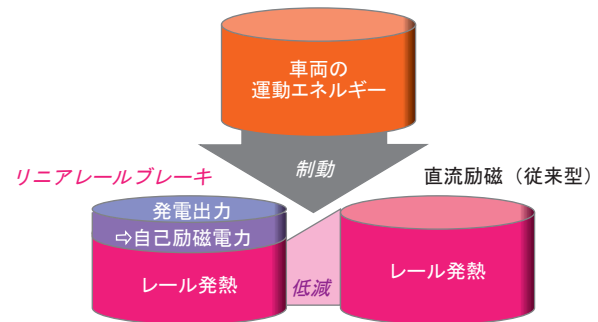 車両の
運動エネルギー
制動
リニアレールブレーキ
直流励磁（従来型）
発電出力
⇨自己励磁電力
レール発熱
低減
レール発熱